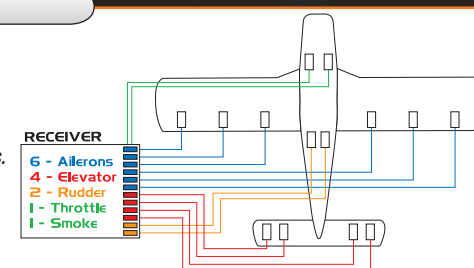 RECEIVER
6 - Ailerons
4 - Elevator
2 - Rudder
1 - Throttle
1 - Smoke